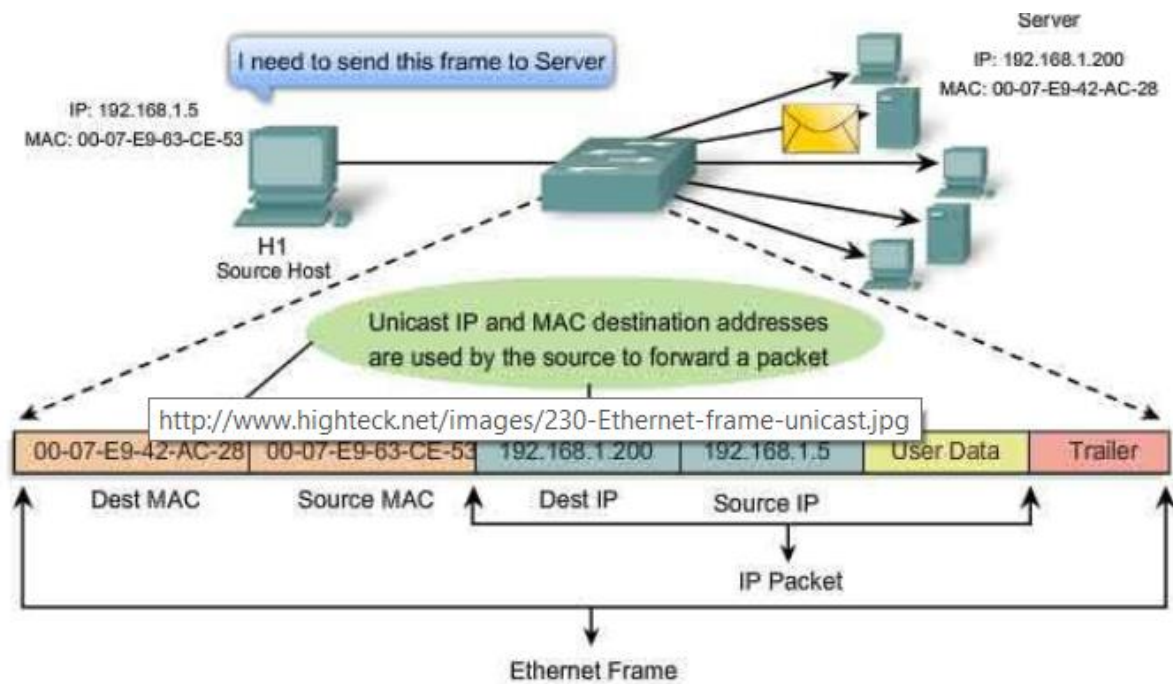 Server
I need to send this frame to Server
IP: 192.168.1.200
MAC: 00-07-E9-42-AC-28
IP: 192.168.1.5
MAC: 00-07-E9-63-CE-53
H1
Source Host
Unicast IP and MAC destination addresses
are used by the source to forward a packet
http://www.highteck.net/images/230-Ethernet-frame-unicast.jpg
00-07-E9-42-AC-28 00-07-E9-63-CE-53 192.168.1.200 192.168.1.5 User Data Trailer
Dest MAC Source MAC Dest IP Source IP
IP Packet
Ethernet Frame